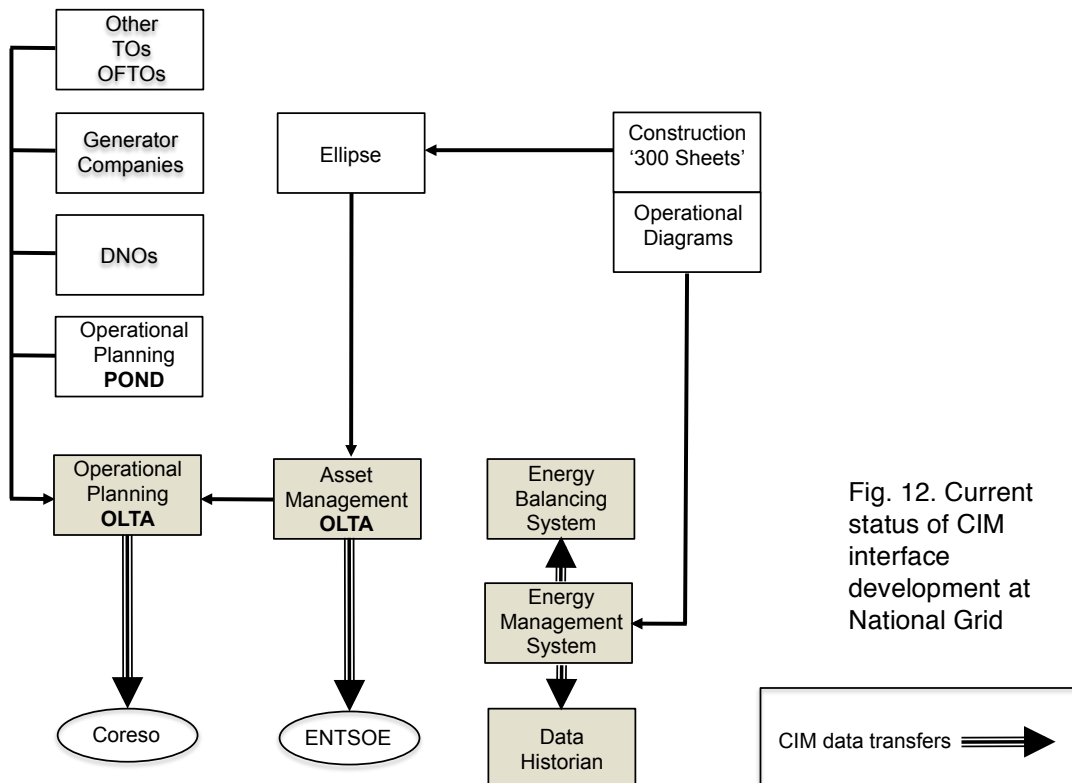 Other
TOs
OFTOs
Generator
Companies
DNOs
Operational
Planning
POND
Ellipse
Construction
‘300 Sheets’
Operational
Diagrams
Operational
Planning
OLTA
Asset
Management
OLTA
Energy
Balancing
System
Energy
Management
System
Coreso
ENTSOE
Data
Historian
Fig. 12. Current
status of CIM
interface
development at
National Grid
CIM data transfers